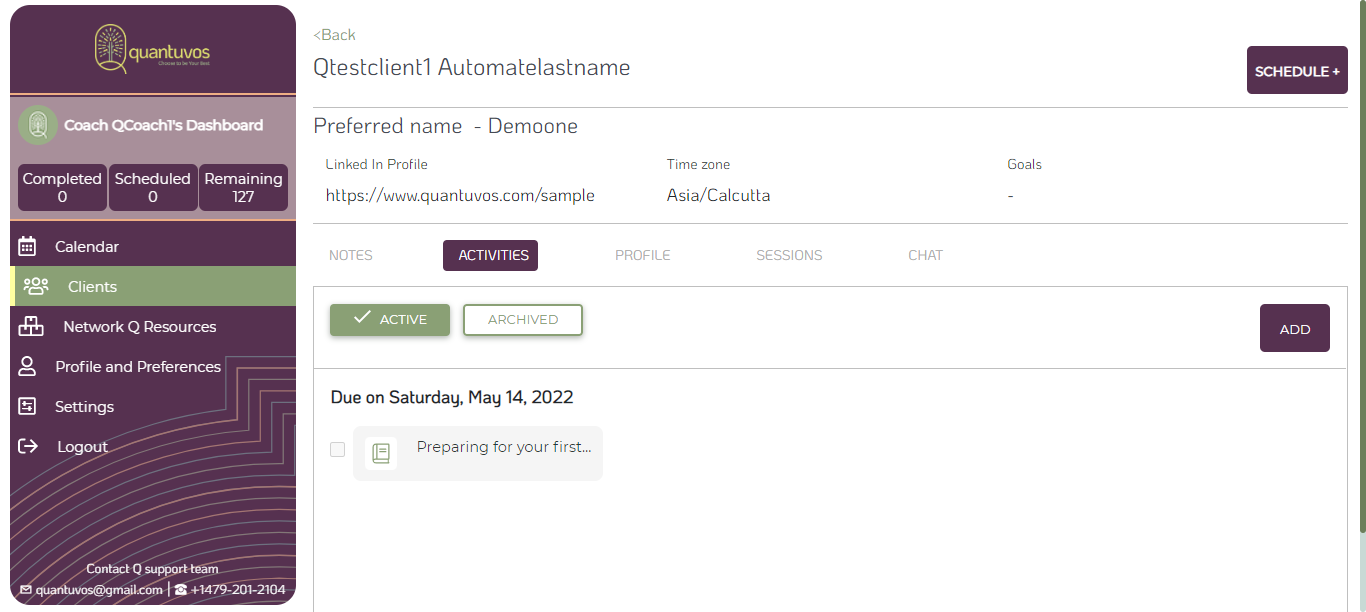 quantuvos
Choose to be Your Best
Coach QCoach1's Dashboard
Completed
0
Scheduled
0
Remaining
127
Calendar
Clients
Network Q Resources
Profile and Preferences
Settings
Logout
Contact Q support team
quantuvos@gmail.com | +1479-201-2104
<Back
Qtestclient1 Automatelastname
SCHEDULE +
Preferred name - Demoone
Linked In Profile
https://www.quantuvos.com/sample
Time zone
Asia/Calcutta
Goals
-
NOTES
ACTIVITIES
PROFILE
SESSIONS
CHAT
ACTIVE
ARCHIVED
ADD
Due on Saturday, May 14, 2022
Preparing for your first...